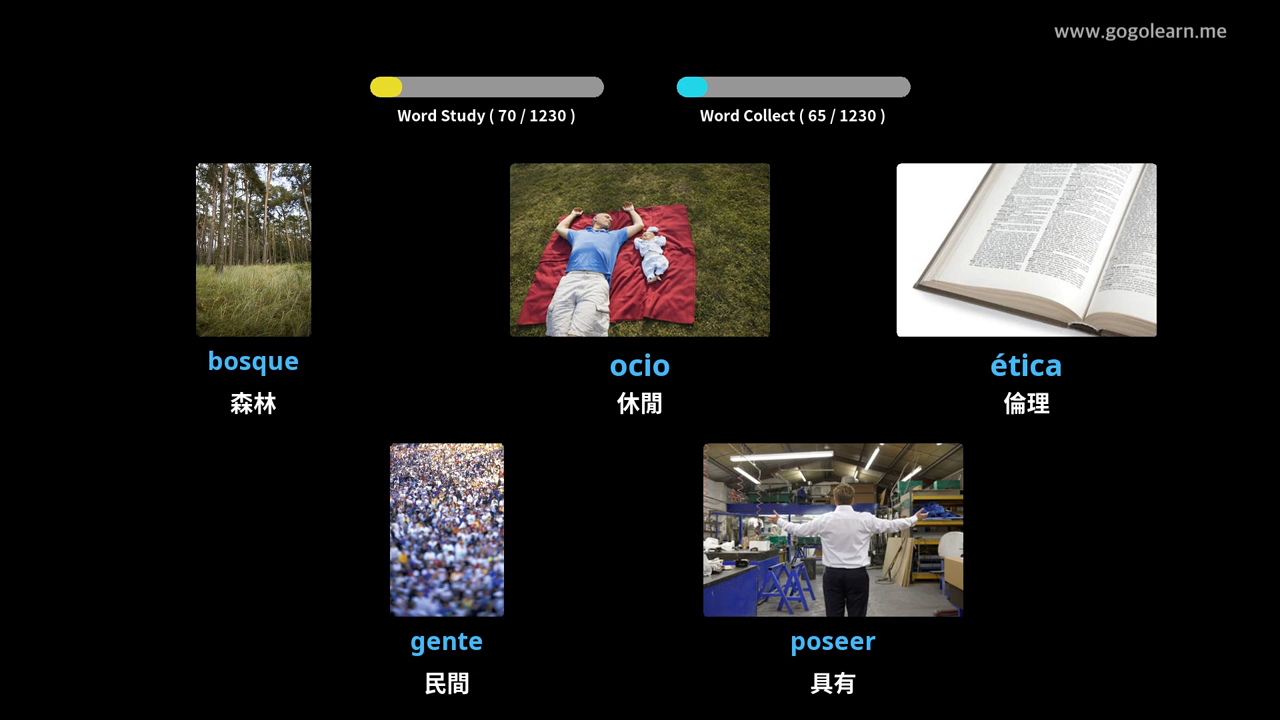 www.gogolearn.me
Word Study ( 70 / 1230 )
Word Collect ( 65 / 1230 )
bosque
森林
ocio
休閒
ética
倫理
gente
民間
poseer
具有